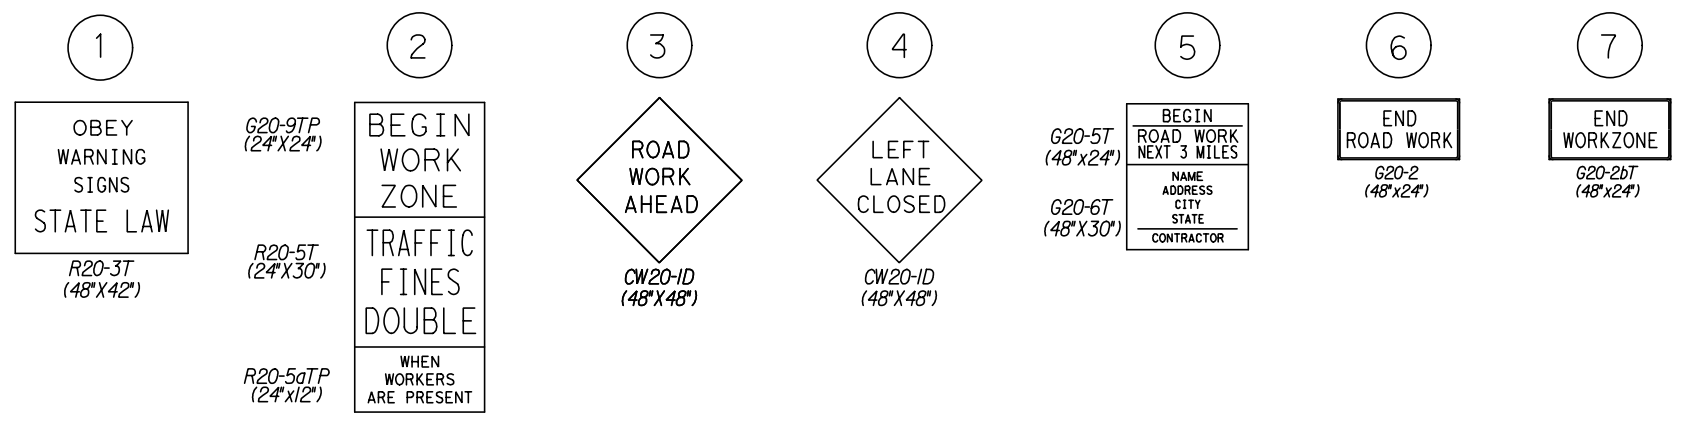 1
OBEY
WARNING
SIGNS
STATE LAW
R20-3T
(48"X42")
2
G20-9TP
(24"X24")
BEGIN
WORK
ZONE
R20-5T
(24"X30")
TRAFFIC
FINES
DOUBLE
R20-5aTP
(24"x12")
WHEN
WORKERS
ARE PRESENT
3
ROAD
WORK
AHEAD
CW20-1D
(48"X48")
4
LEFT
LANE
CLOSED
CW20-1D
(48"X48")
5
G20-5T
(48"x24")
BEGIN
ROAD WORK
NEXT 3 MILES
G20-6T
(48"X30")
NAME
ADDRESS
CITY
STATE
CONTRACTOR
6
END
ROAD WORK
G20-2
(48"x24")
7
END
WORKZONE
G20-2bT
(48"x24")